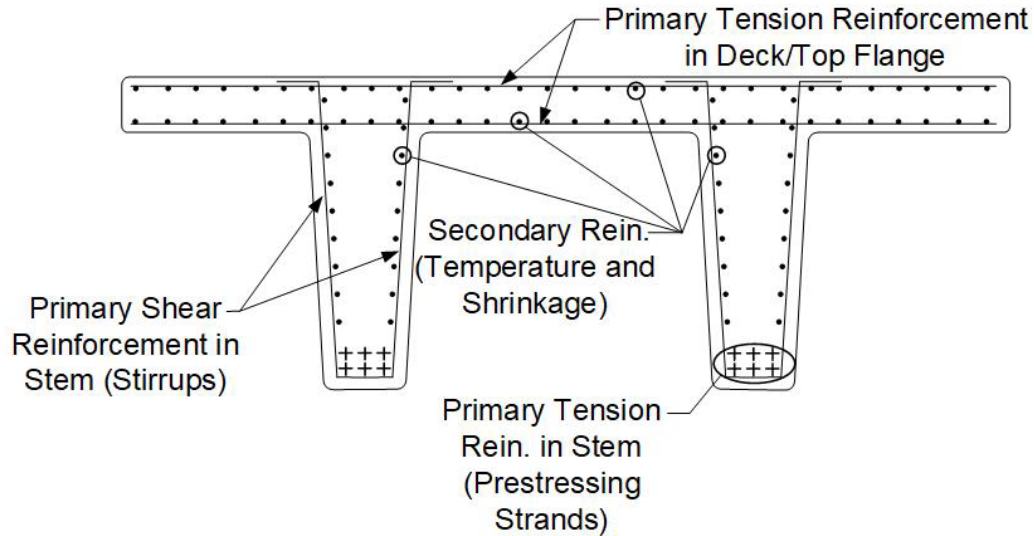 Primary Tension Reinforcement
in Deck/Top Flange
Secondary Rein.
(Temperature and
Shrinkage)
Primary Shear
Reinforcement in
Stem (Stirrups)
Primary Tension
Rein. in Stem
(Prestressing
Strands)